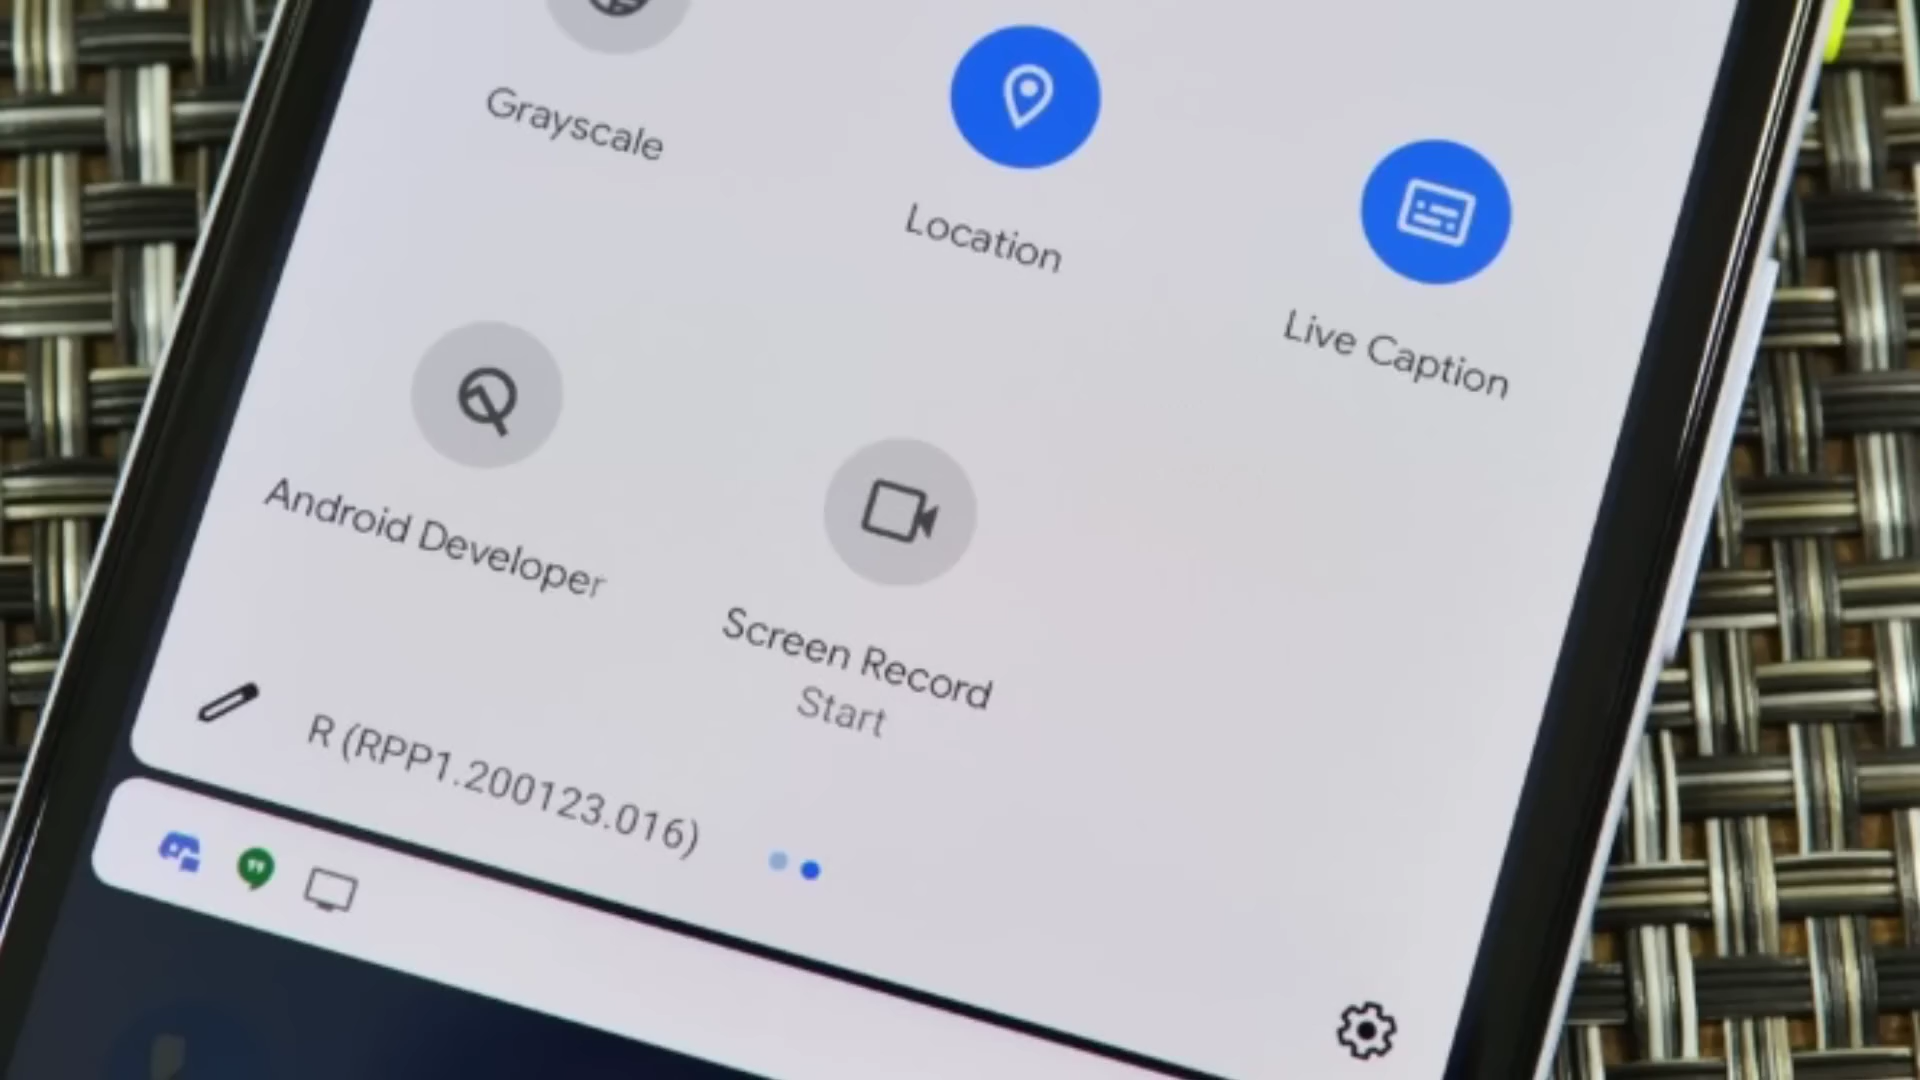 Grayscale
Location
Live Caption
Android Developer
Screen Record
Start
R (RPP1.200123.016)